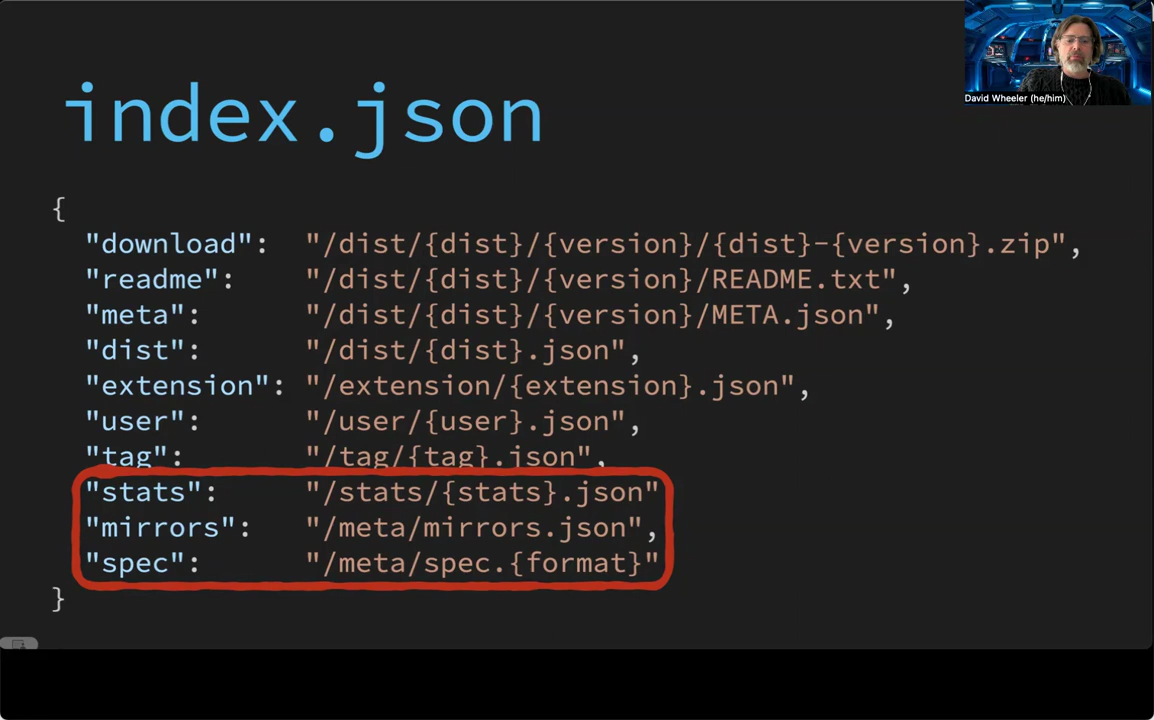 David Wheeler (he/him)
index.json
{
"download": "/dist/{dist}/{version}/{dist}-{version}.zip",
"readme": "/dist/{dist}/{version}/README.txt",
"meta": "/dist/{dist}/{version}/META.json",
"dist": "/dist/{dist}.json",
"extension": "/extension/{extension}.json",
"user": "/user/{user}.json",
"tag": "/tag/{tag}.json",
"stats": "/stats/{stats}.json"
"mirrors": "/meta/mirrors.json",
"spec": "/meta/spec.{format}"
}